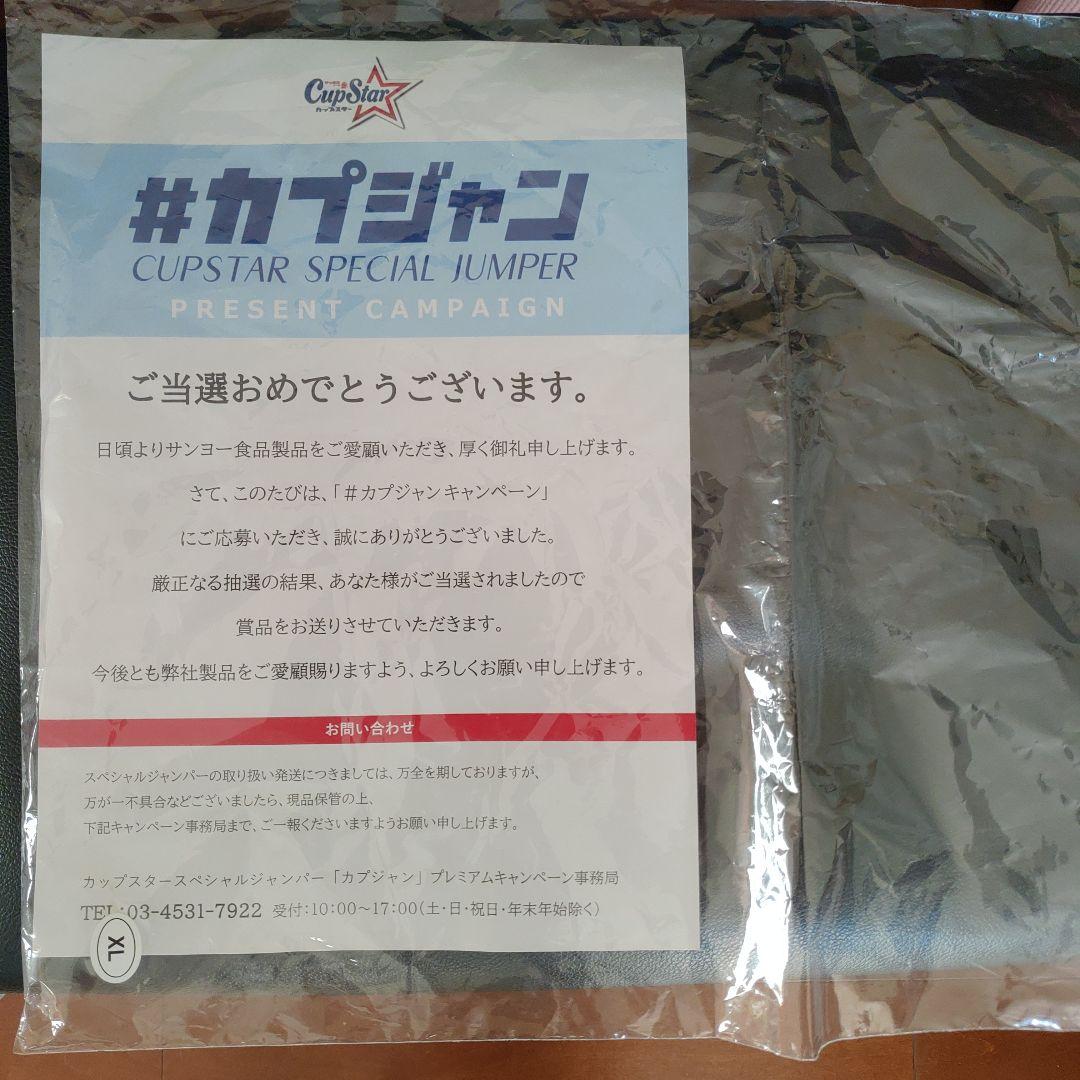 CupStar
カップスター
#カプジャン
CUPSTAR SPECIAL JUMPER
PRESENT CAMPAIGN
ご当選おめでとうございます。
日頃よりサンヨー食品製品をご愛顧いただき、厚く御礼申し上げます。
さて、このたびは、「#カプジャンキャンペーン」
にご応募いただき、誠にありがとうございました。
厳正なる抽選の結果、あなた様がご当選されましたので
賞品をお送りさせていただきます。
今後とも弊社製品をご愛顧賜りますよう、よろしくお願い申し上げます。
お問い合わせ
スペシャルジャンパーの取り扱い発送につきましては、万全を期しておりますが、
万が一不具合などございましたら、現品保管の上、
下記キャンペーン事務局まで、ご一報くださいますようお願い申し上げます。
カップスタースペシャルジャンパー「カプジャン」プレミアムキャンペーン事務局
TEL:03-4531-7922 受付:10:00~17:00(土・日・祝日・年末年始除く)
XL